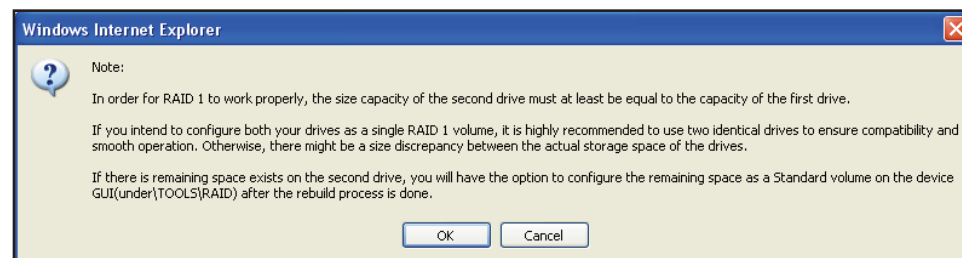 Windows Internet Explorer
Note:
In order for RAID 1 to work properly, the size capacity of the second drive must at least be equal to the capacity of the first drive.
If you intend to configure both your drives as a single RAID 1 volume, it is highly recommended to use two identical drives to ensure compatibility and
smooth operation. Otherwise, there might be a size discrepancy between the actual storage space of the drives.
If there is remaining space exists on the second drive, you will have the option to configure the remaining space as a Standard volume on the device
GUI(under\TOOLS\RAID) after the rebuild process is done.
OK Cancel